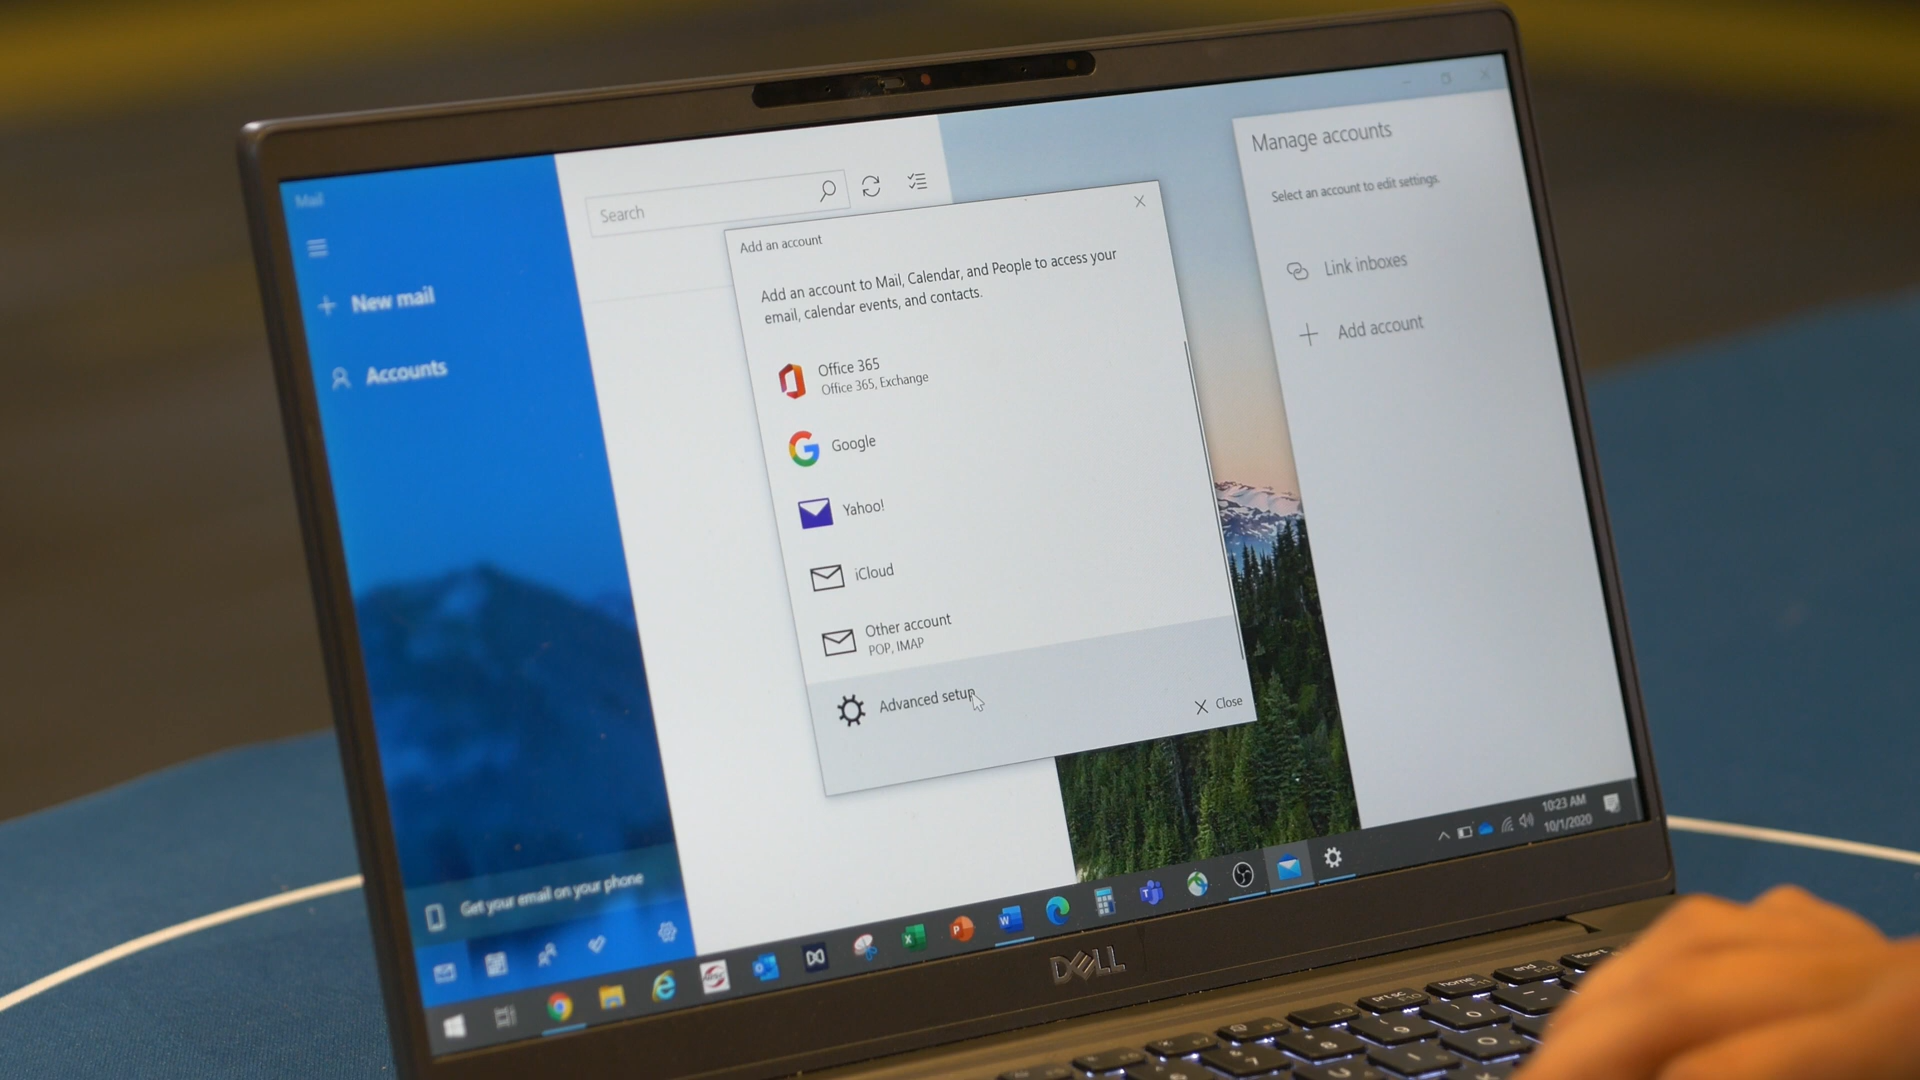 Mail
New mail
Accounts
Get your email on your phone
Search
Add an account
Add an account to Mail, Calendar, and People to access your
email, calendar events, and contacts.
Office 365
Office 365, Exchange
Google
Yahoo!
iCloud
Other account
POP, IMAP
Advanced setup
Close
Manage accounts
Select an account to edit settings.
Link inboxes
Add account
10:23 AM
10/1/2020
DELL
home
end
insert